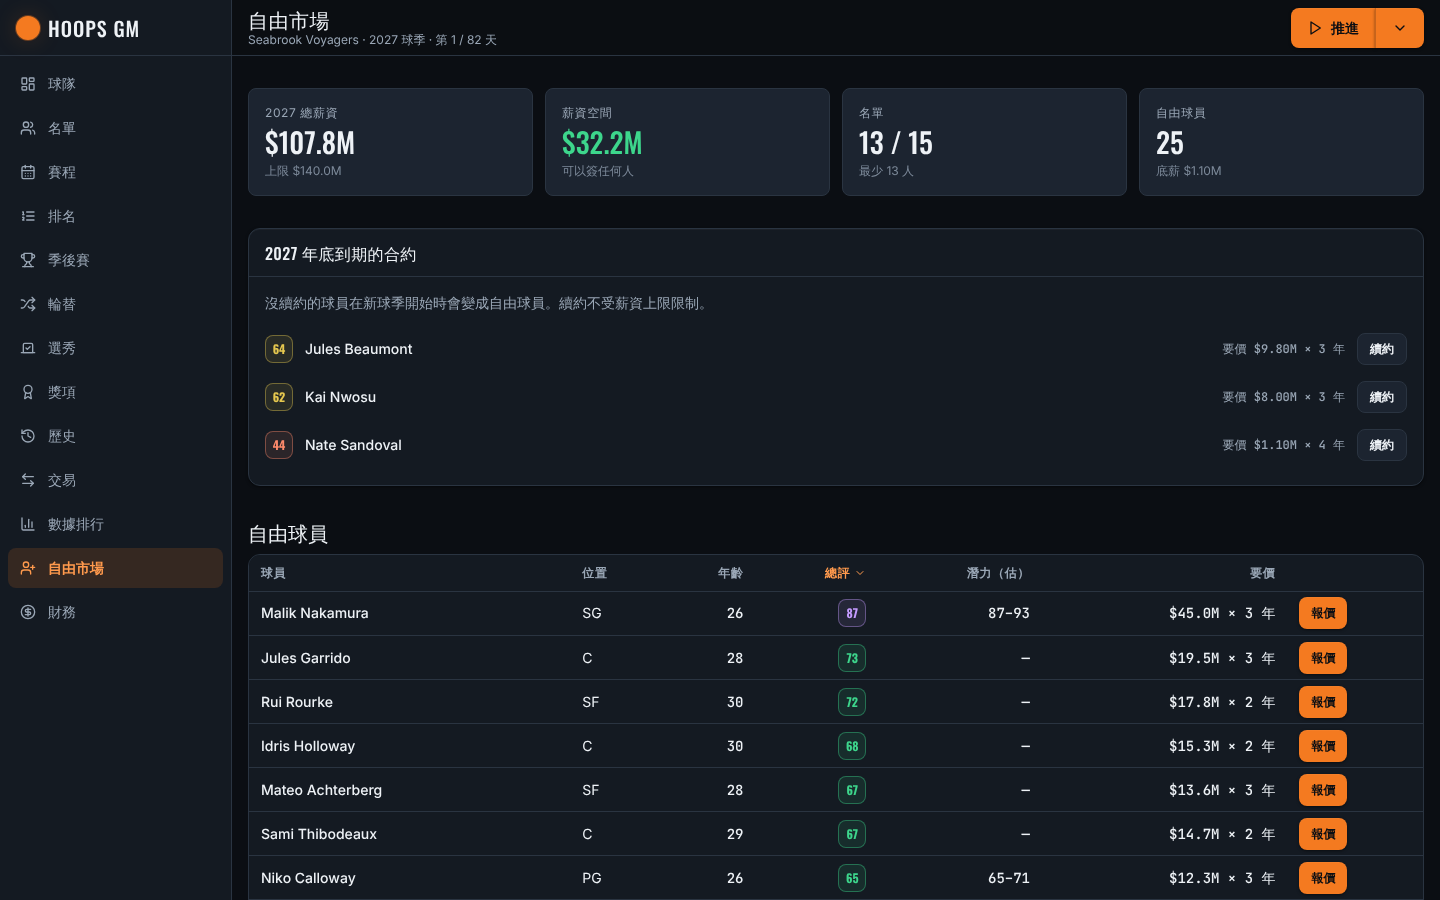 HOOPS GM
球隊
名單
賽程
排名
季後賽
輪替
選秀
獎項
歷史
交易
數據排行
自由市場
財務
自由市場
Seabrook Voyagers · 2027 球季 · 第 1 / 82 天
推進
2027 總薪資
$107.8M
上限 $140.0M
薪資空間
$32.2M
可以簽任何人
名單
13 / 15
最少 13 人
自由球員
25
底薪 $1.10M
2027 年底到期的合約
沒續約的球員在新球季開始時會變成自由球員。續約不受薪資上限限制。
64 Jules Beaumont 要價 $9.80M × 3 年 續約
62 Kai Nwosu 要價 $8.00M × 3 年 續約
44 Nate Sandoval 要價 $1.10M × 4 年 續約
自由球員
球員 位置 年齡 總評 潛力（估） 要價
Malik Nakamura SG 26 87 87–93 $45.0M × 3 年 報價
Jules Garrido C 28 73 — $19.5M × 3 年 報價
Rui Rourke SF 30 72 — $17.8M × 2 年 報價
Idris Holloway C 30 68 — $15.3M × 2 年 報價
Mateo Achterberg SF 28 67 — $13.6M × 3 年 報價
Sami Thibodeaux C 29 67 — $14.7M × 2 年 報價
Niko Calloway PG 26 65 65–71 $12.3M × 3 年 報價